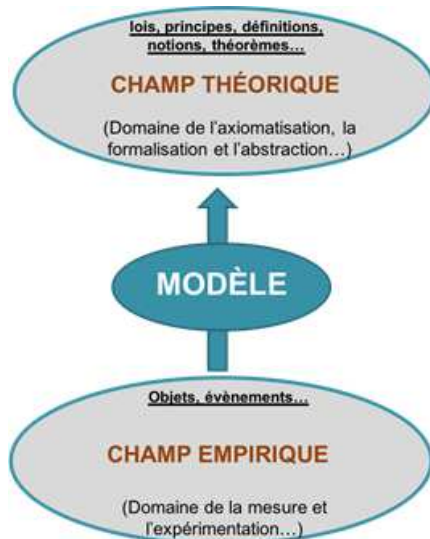 lois, principes, définitions,
notions, théorèmes...
CHAMP THÉORIQUE
(Domaine de l'axiomatisation, la
formalisation et l'abstraction...)
MODÈLE
Objets, évènements...
CHAMP EMPIRIQUE
(Domaine de la mesure et
l'expérimentation...)